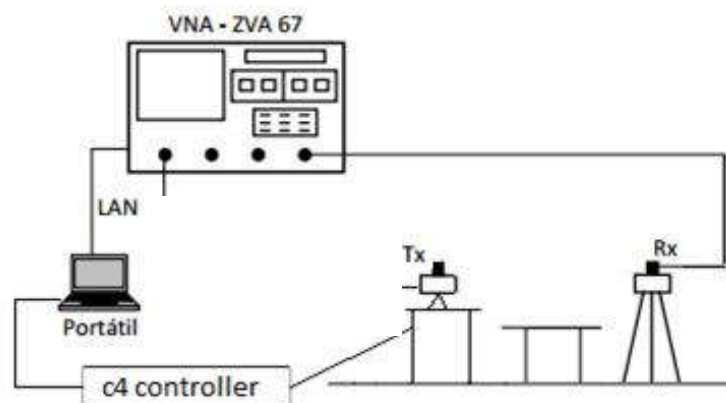 VNA - ZVA 67
LAN
Tx
Rx
Portátil
c4 controller